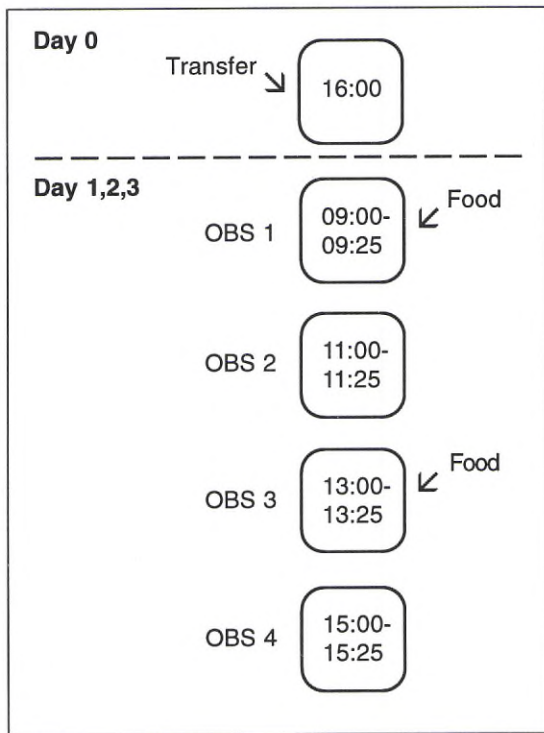 Day 0
Transfer
16:00
Day 1,2,3
Food
OBS 1
09:00-
09:25
OBS 2
11:00-
11:25
Food
OBS 3
13:00-
13:25
OBS 4
15:00-
15:25